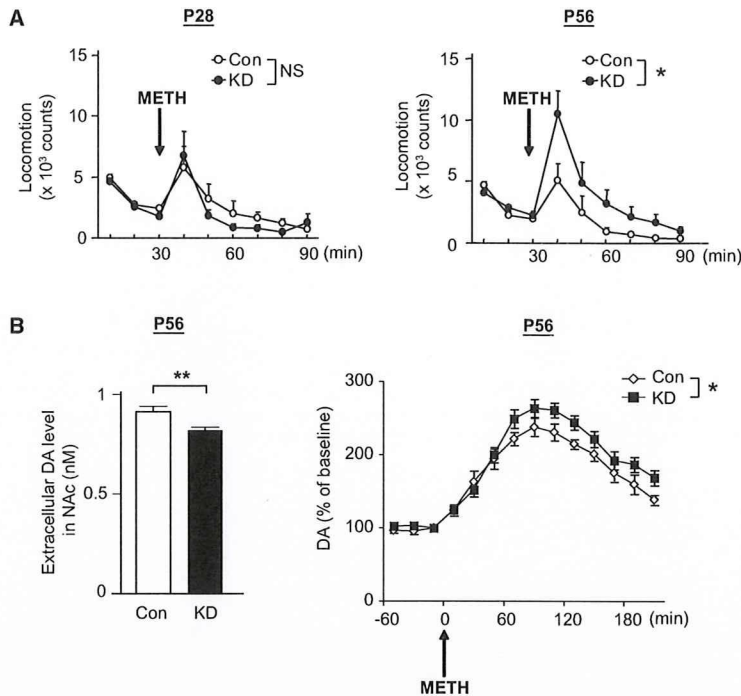 A
P28
P56
Con
KD
NS
METH
Locomotion
(x 10³ counts)
15
10
5
0
30
60
90
(min)
Con
KD
*
METH
Locomotion
(x 10³ counts)
15
10
5
0
30
60
90
(min)
B
P56
P56
**
Extracellular DA level
in NAc (nM)
1
0.5
0
Con
KD
Con
KD
*
DA (% of baseline)
300
200
100
0
-60
0
60
120
180
(min)
METH